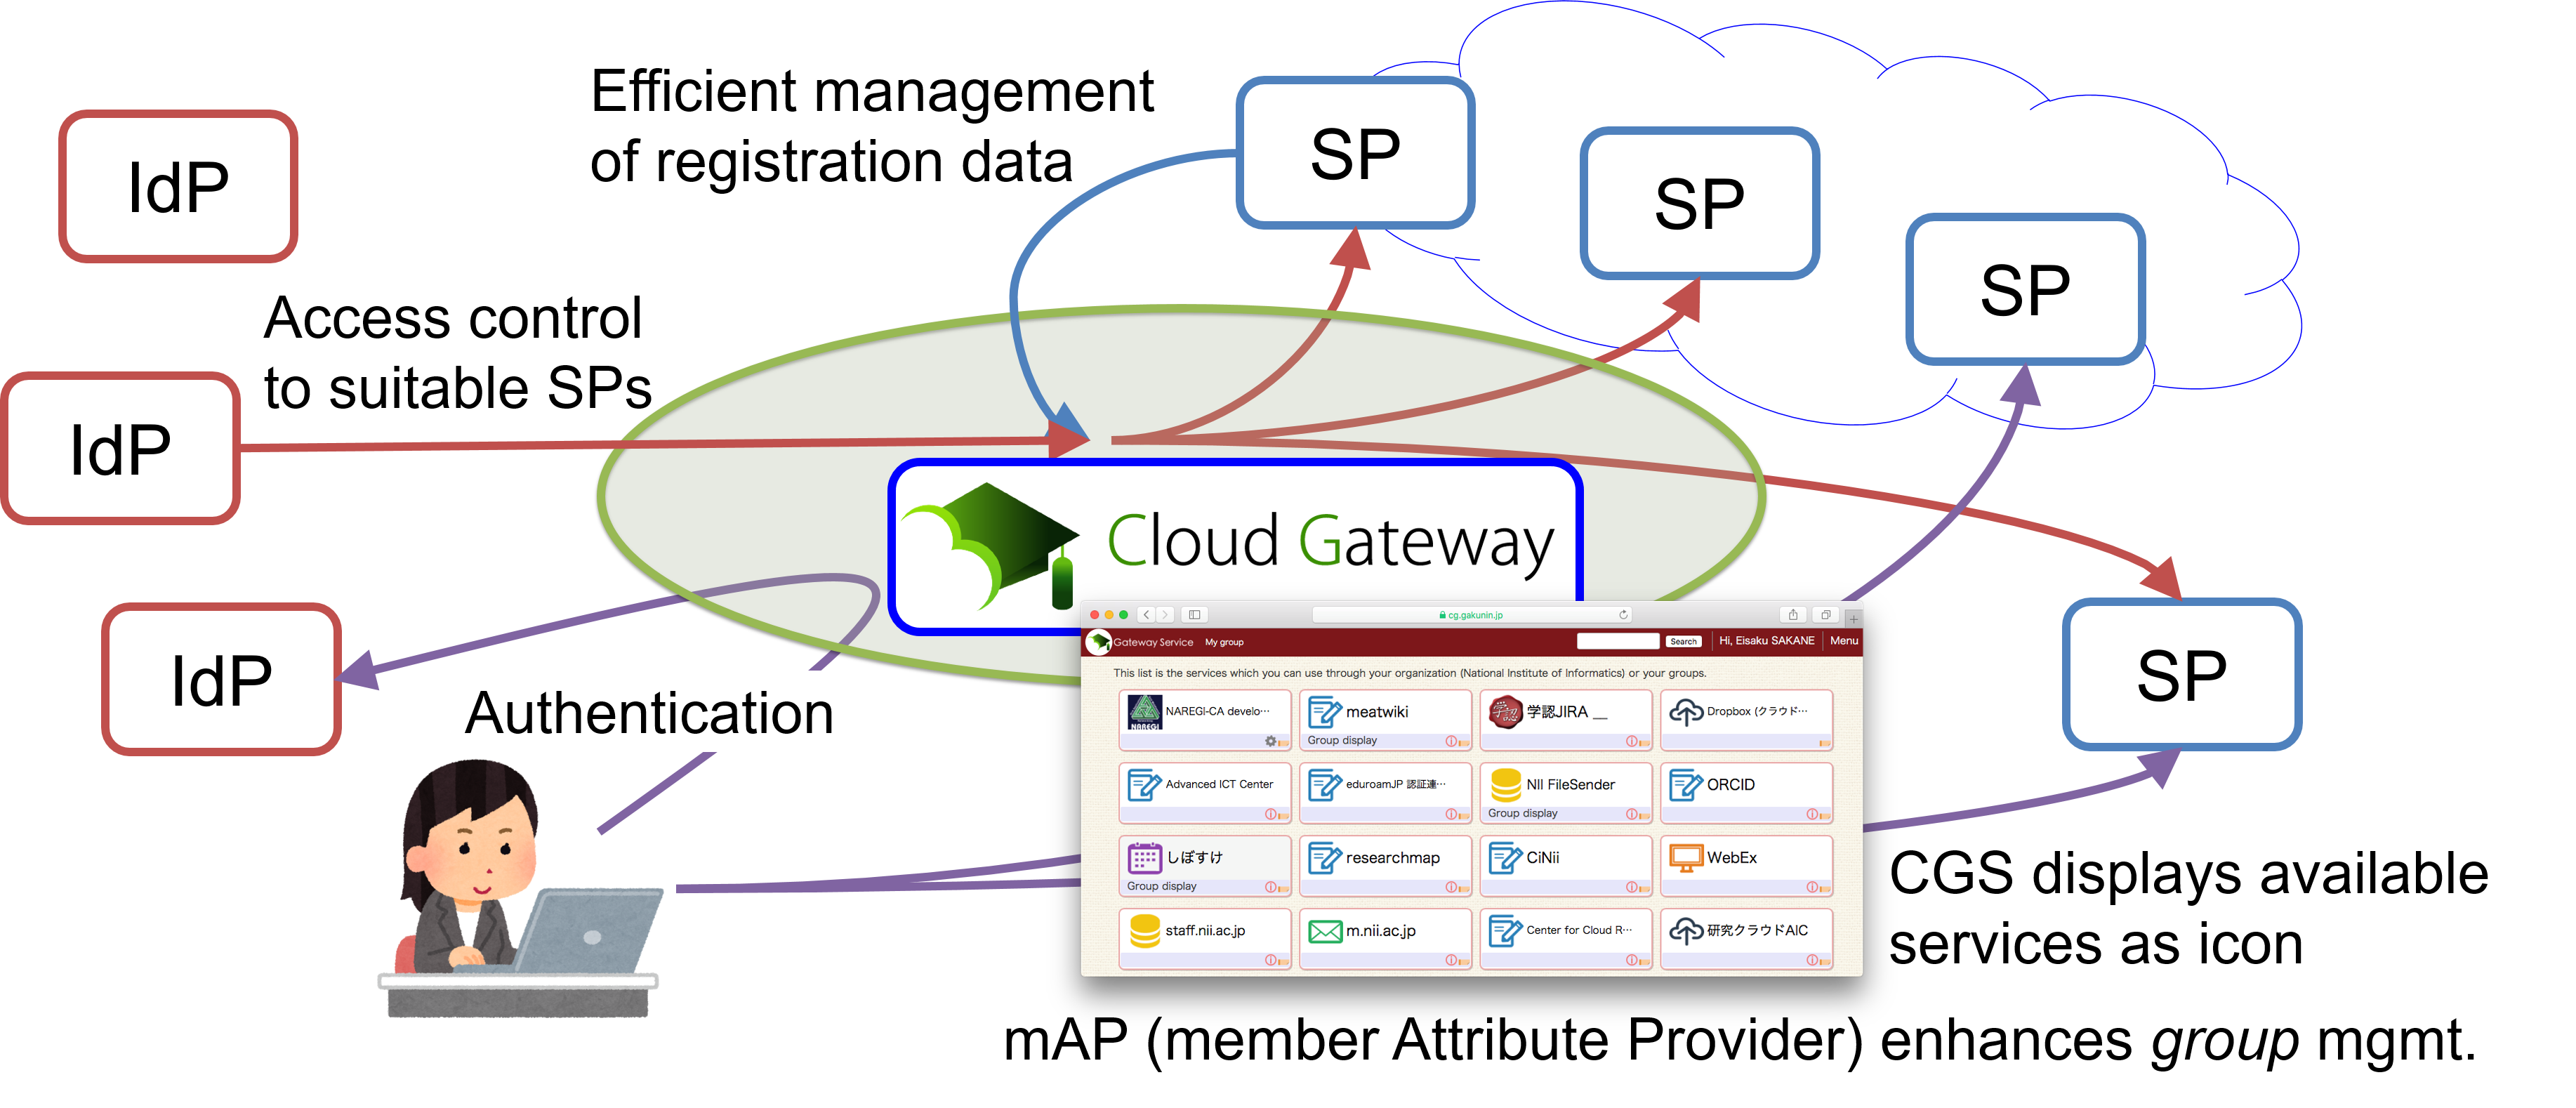 Efficient management
of registration data
SP
SP
SP
IdP
Access control
to suitable SPs
IdP
Cloud Gateway
IdP
Authentication
SP
cg.gakunin.jp
Gateway Service My group Search Hi, Eisaku SAKANE Menu
This list is the services which you can use through your organization (National Institute of Informatics) or your groups.
NAREGI
NAREGI-CA develo…
meatwiki
Group display
学認
学認JIRA __
Dropbox (クラウド…
Advanced ICT Center
eduroamJP 認証連…
NII FileSender
Group display
ORCID
しぼすけ
Group display
researchmap
CiNii
WebEx
staff.nii.ac.jp
m.nii.ac.jp
Center for Cloud R…
研究クラウドAIC
CGS displays available
services as icon
mAP (member Attribute Provider) enhances group mgmt.